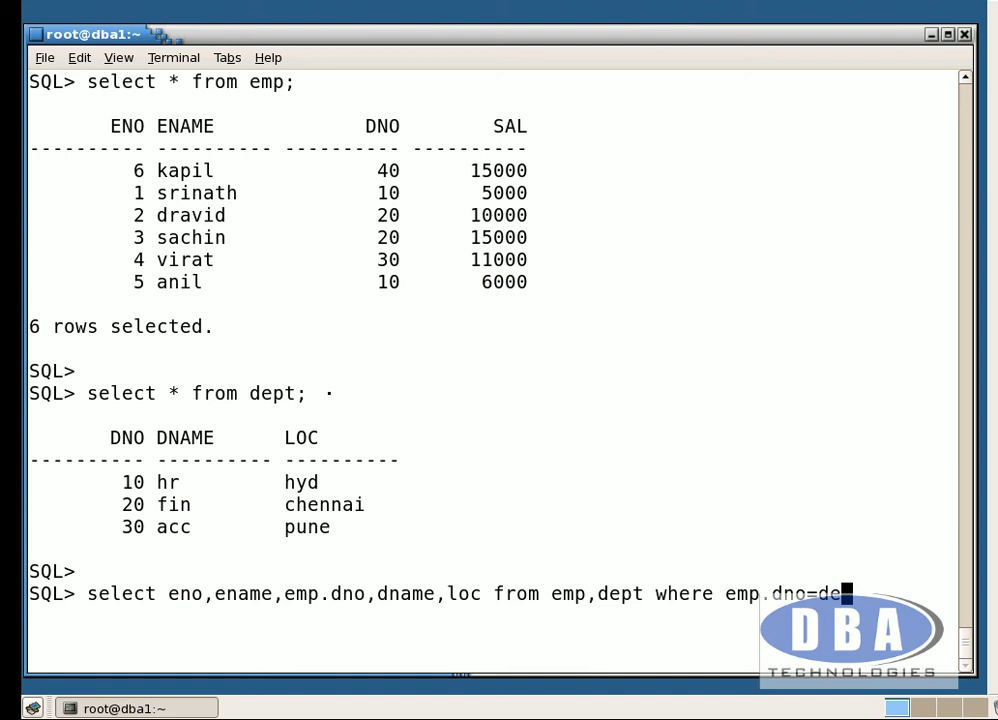 root@dba1:~
File Edit View Terminal Tabs Help
SQL> select * from emp;
ENO ENAME DNO SAL
---------- ---------- ---------- ----------
6 kapil 40 15000
1 srinath 10 5000
2 dravid 20 10000
3 sachin 20 15000
4 virat 30 11000
5 anil 10 6000
6 rows selected.
SQL>
SQL> select * from dept;
DNO DNAME LOC
---------- ---------- ----------
10 hr hyd
20 fin chennai
30 acc pune
SQL>
SQL> select eno,ename,emp.dno,dname,loc from emp,dept where emp.dno=de
DBA
TECHNOLOGIES
root@dba1:~